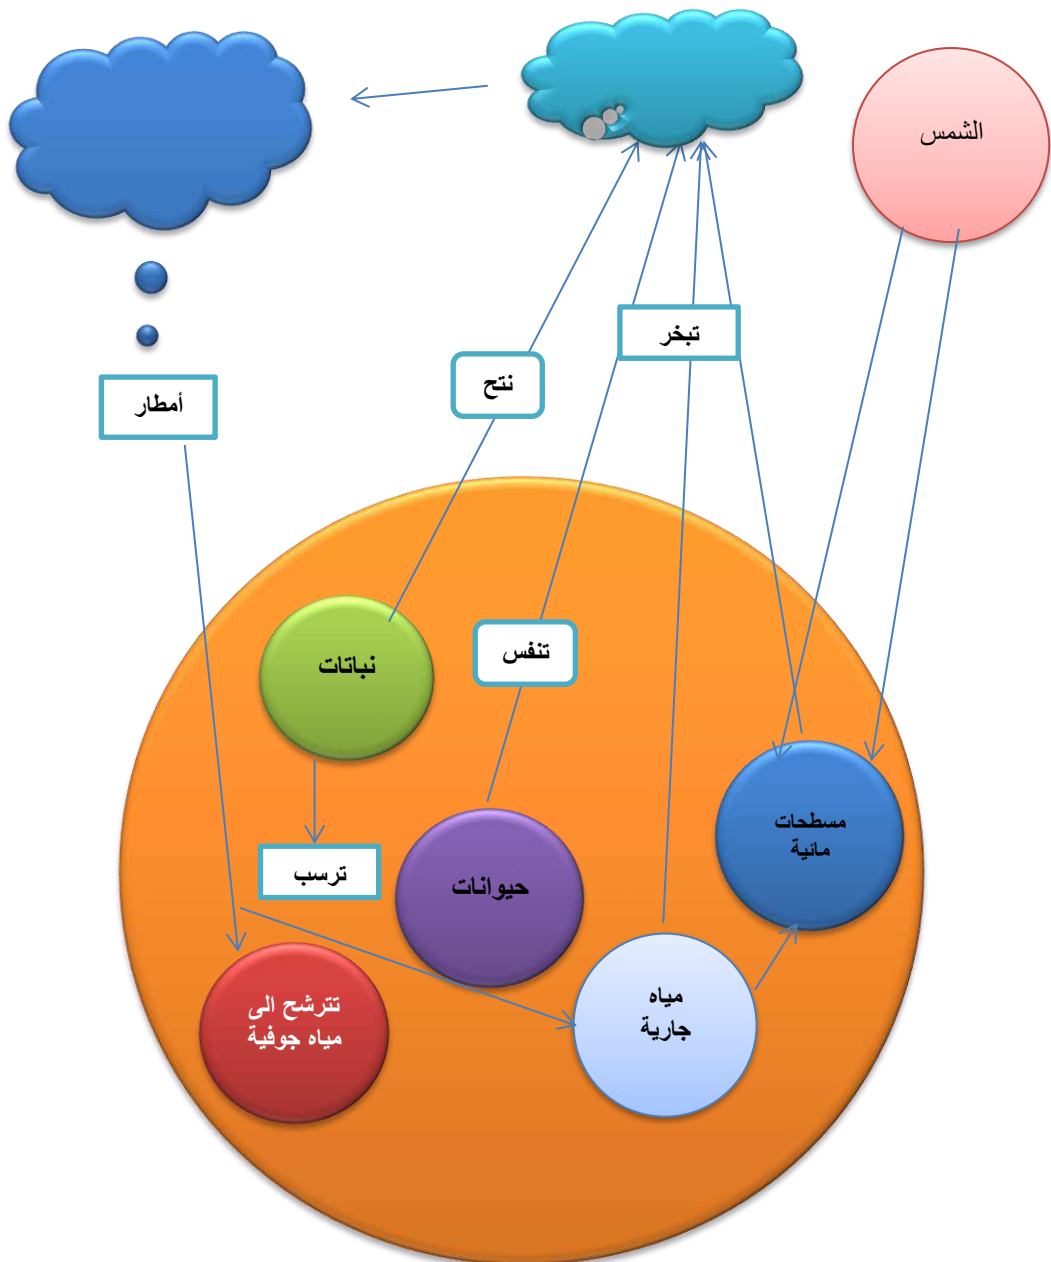 الشمس
تبخر
نتح
أمطار
تنفس
نباتات
مسطحات
مائية
ترسب
حيوانات
مياه
جارية
تترشح الى
مياه جوفية